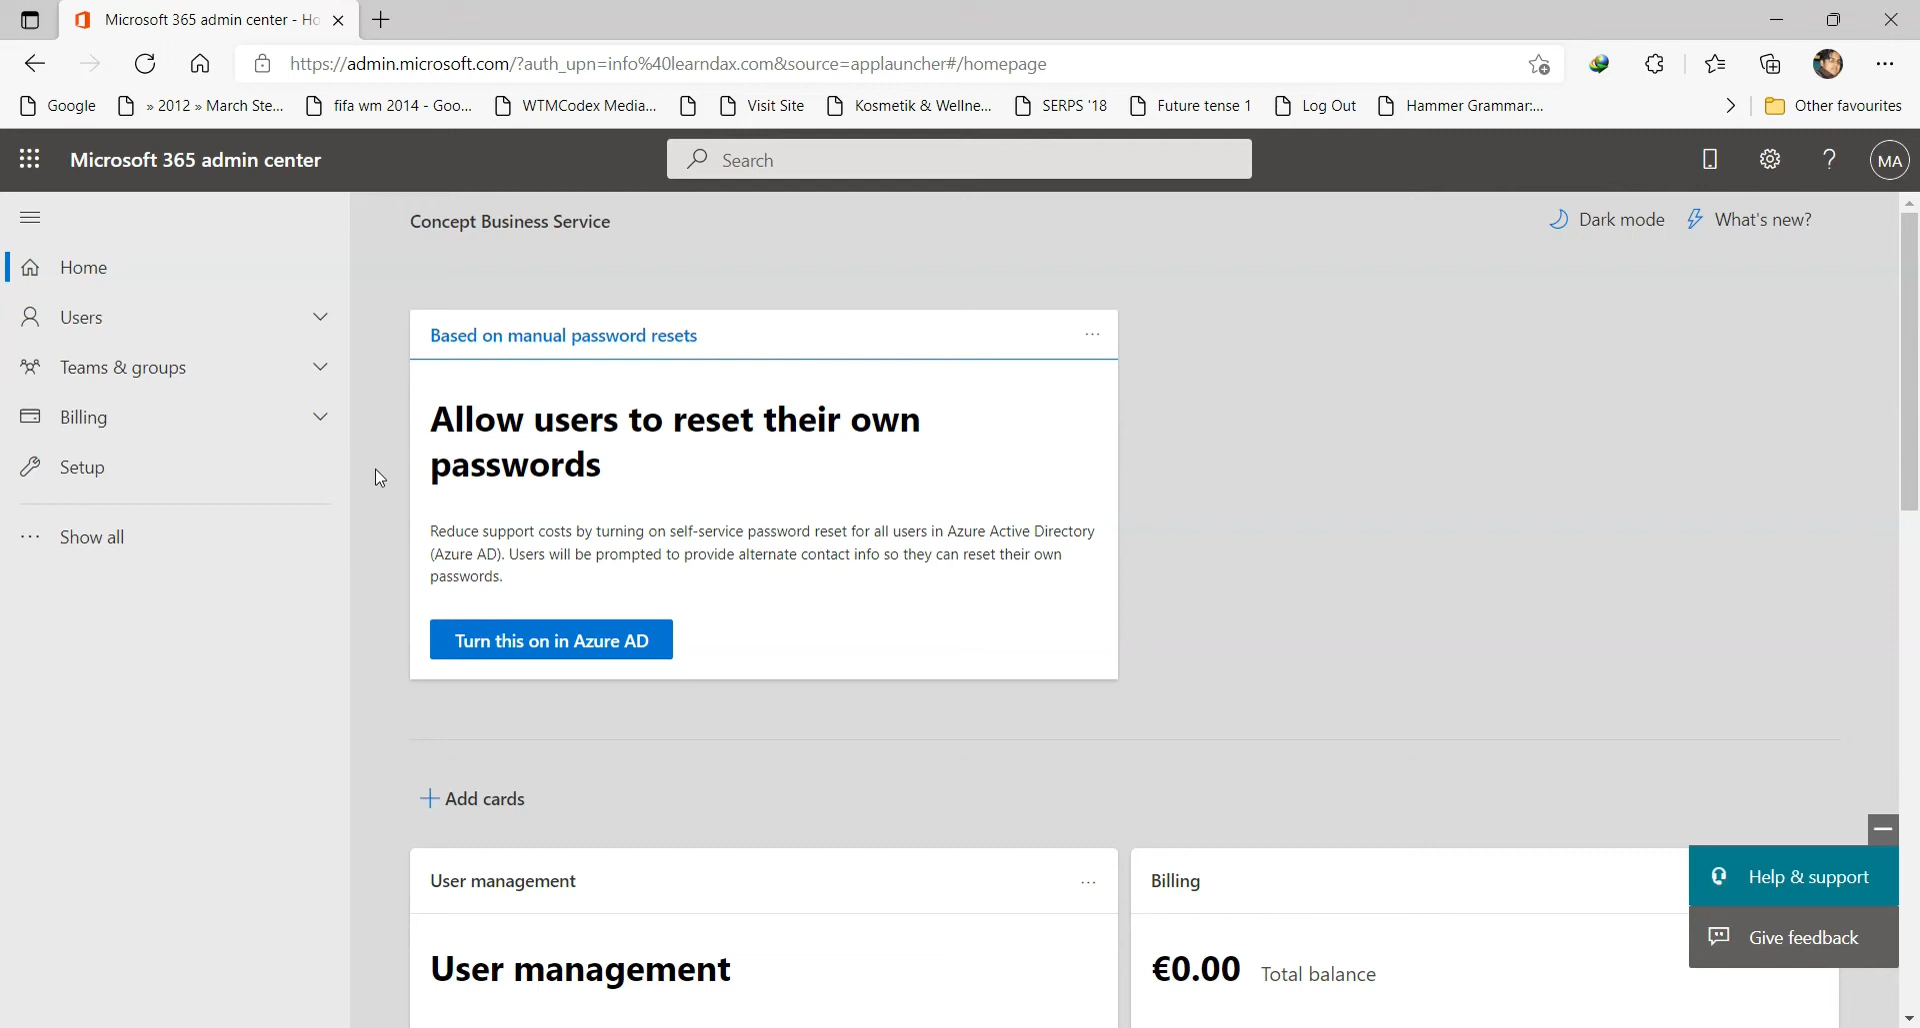 Microsoft 365 admin center - Ho
https://admin.microsoft.com/?auth_upn=info%40learndax.com&source=applauncher#/homepage
Google
» 2012 » March Ste...
fifa wm 2014 - Goo...
WTMCodex Media...
Visit Site
Kosmetik & Wellne...
SERPS '18
Future tense 1
Log Out
Hammer Grammar:...
Other favourites
Microsoft 365 admin center
Search
MA
Concept Business Service
Dark mode
What's new?
Home
Users
Teams & groups
Billing
Setup
Show all
Based on manual password resets
Allow users to reset their own
passwords
Reduce support costs by turning on self-service password reset for all users in Azure Active Directory
(Azure AD). Users will be prompted to provide alternate contact info so they can reset their own
passwords.
Turn this on in Azure AD
Add cards
User management
User management
Billing
€0.00 Total balance
Help & support
Give feedback